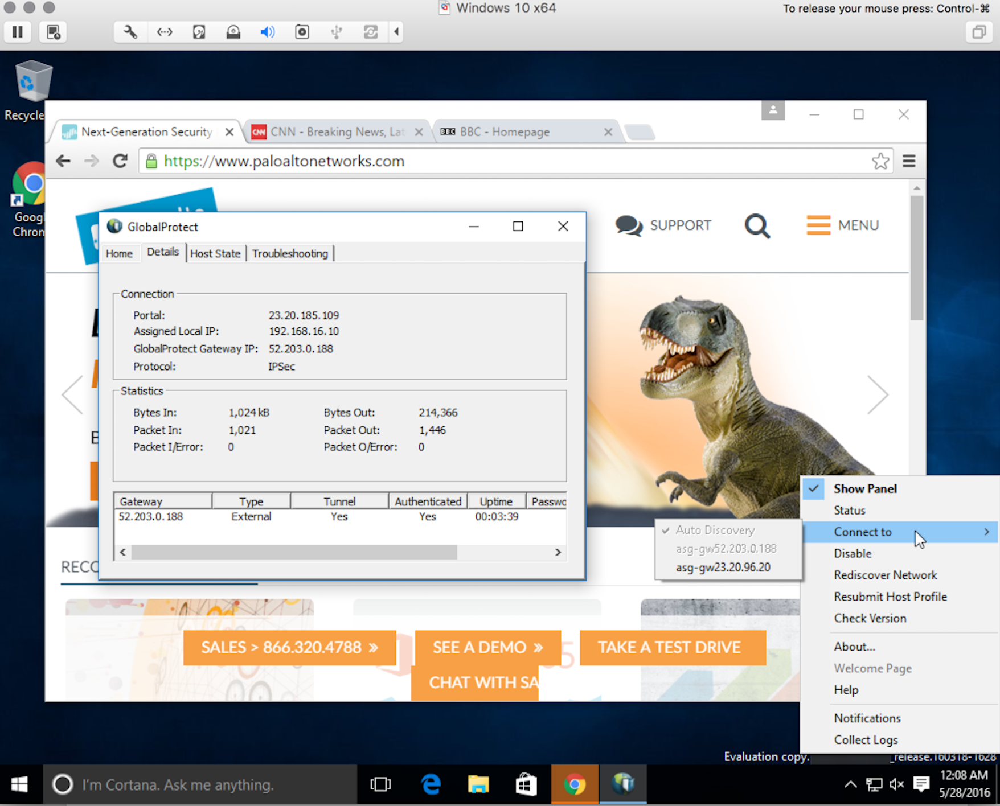 Windows 10 x64
To release your mouse press: Control-⌘
Recycle
Next-Generation Security
CNN
CNN - Breaking News, Lat
BBC
BBC - Homepage
https://www.paloaltonetworks.com
Google
Chrom
SUPPORT
MENU
GlobalProtect
Home
Details
Host State
Troubleshooting
Connection
Portal: 23.20.185.109
Assigned Local IP: 192.168.16.10
GlobalProtect Gateway IP: 52.203.0.188
Protocol: IPSec
Statistics
Bytes In: 1,024 kB Bytes Out: 214,366
Packet In: 1,021 Packet Out: 1,446
Packet I/Error: 0 Packet O/Error: 0
B
Gateway Type Tunnel Authenticated Uptime Passwo
52.203.0.188 External Yes Yes 00:03:39
RECO
Show Panel
Status
Connect to
Disable
Rediscover Network
Resubmit Host Profile
Check Version
About...
Welcome Page
Help
Notifications
Collect Logs
Auto Discovery
asg-gw52.203.0.188
asg-gw23.20.96.20
SALES > 866.320.4788 »
SEE A DEMO »
TAKE A TEST DRIVE
CHAT WITH SA
Evaluation copy.
_release.160318-1628
I'm Cortana. Ask me anything.
12:08 AM
5/28/2016